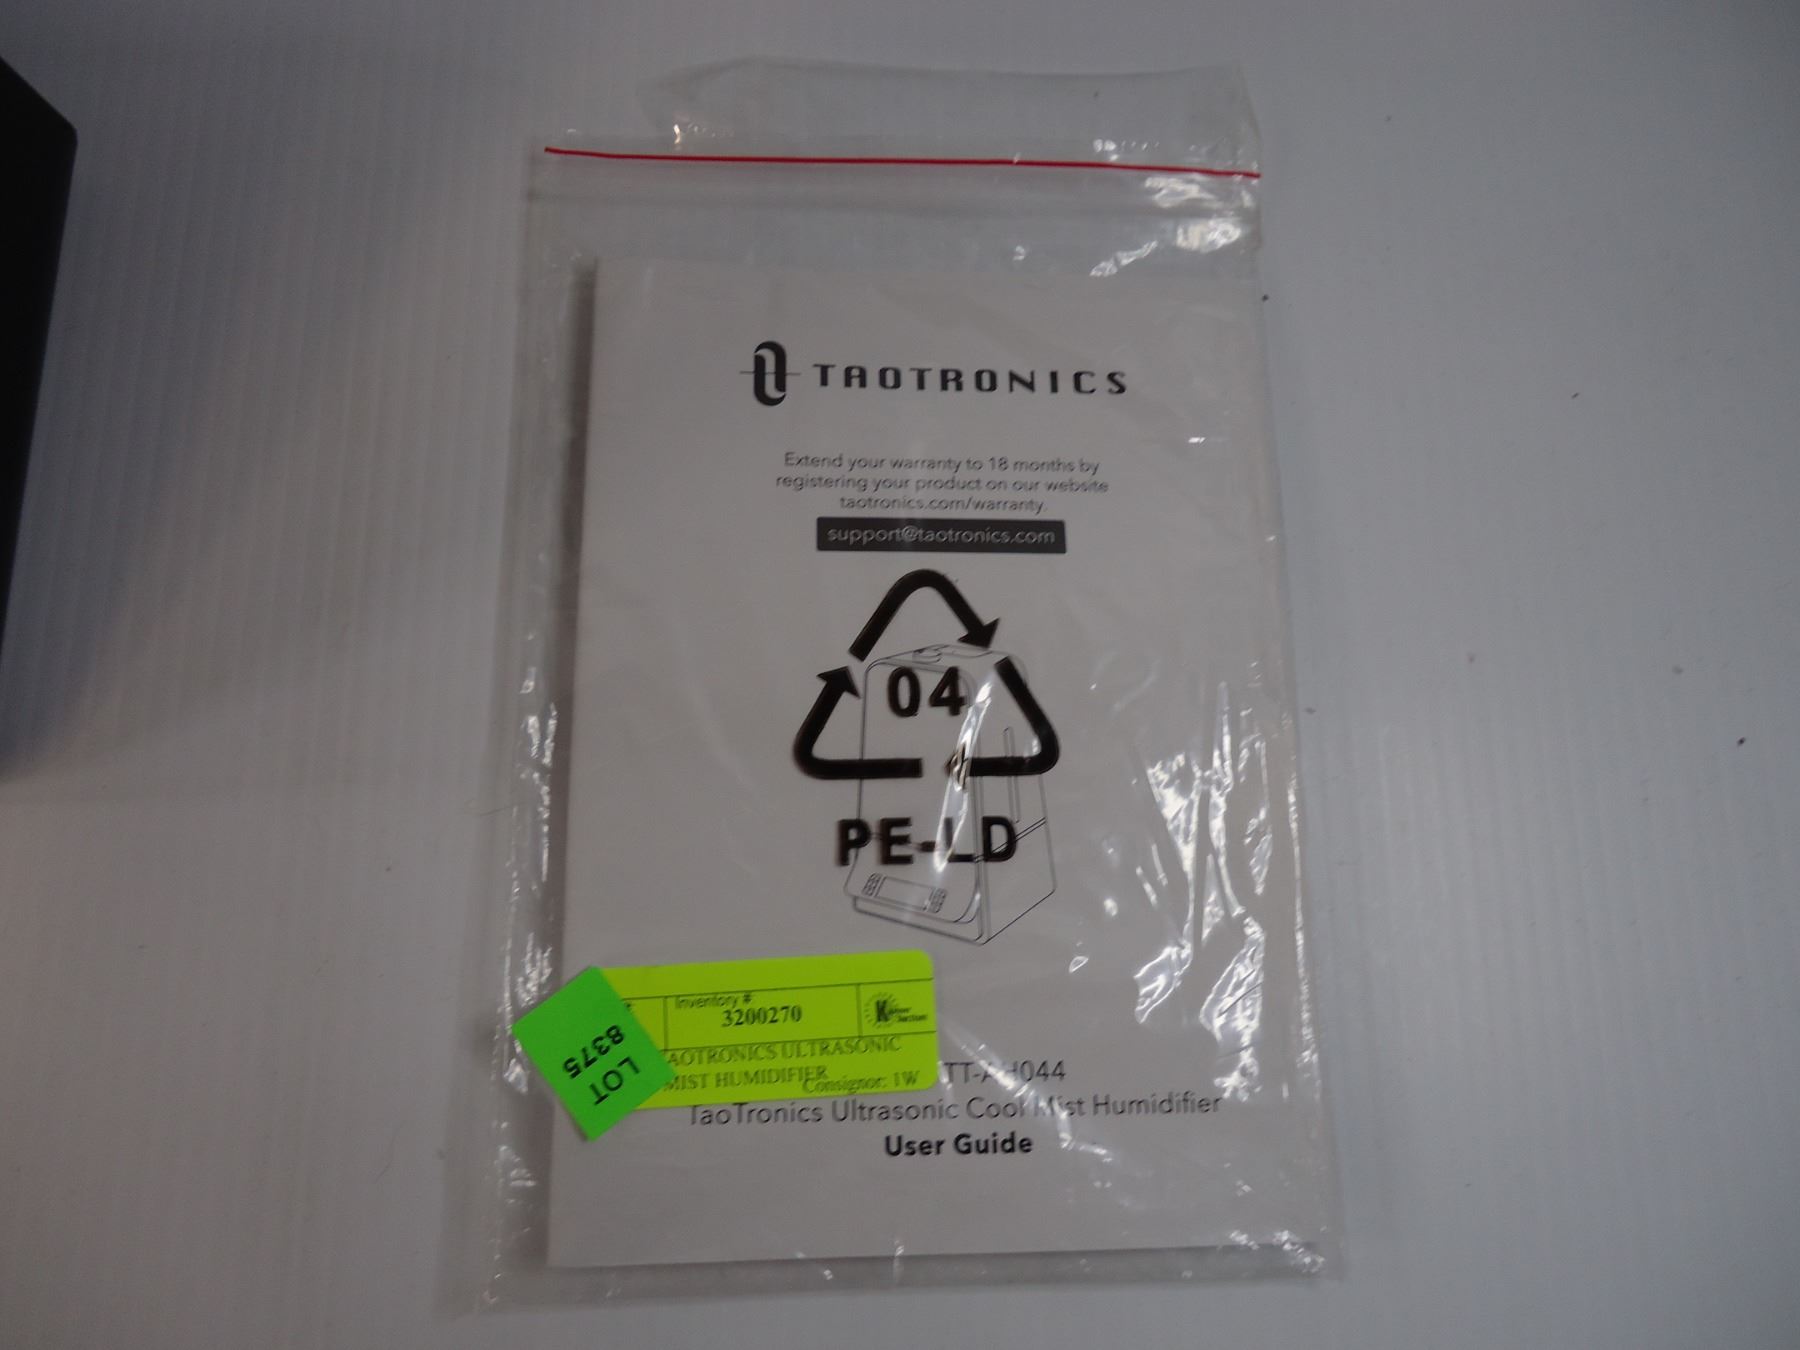 TAOTRONICS
Extend your warranty to 18 months by
registering your product on our website
taotronics.com/warranty.
support@taotronics.com
04
PE-LD
Inventory #
3200270
AOTRONICS ULTRASONIC
MIST HUMIDIFIER
Consignor: 1W
LOT
8375
TT-AH044
TaoTronics Ultrasonic Cool Mist Humidifier
User Guide